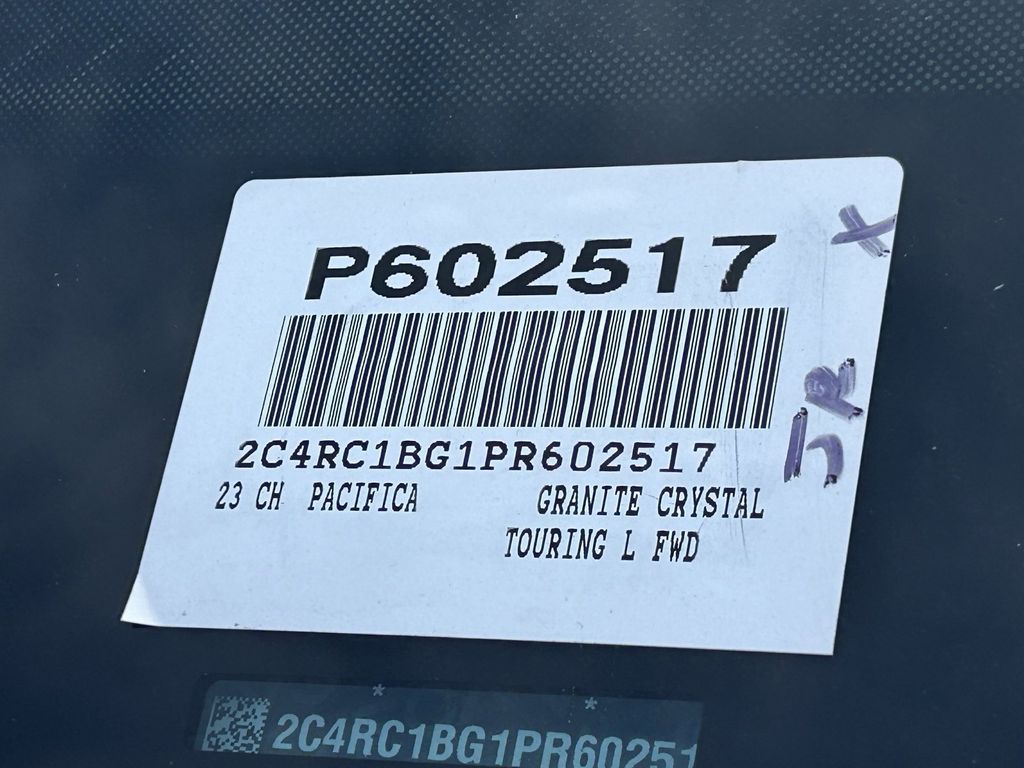 P602517
2C4RC1BG1PR602517
23 CH PACIFICA GRANITE CRYSTAL
TOURING L FWD
* *
2C4RC1BG1PR60251